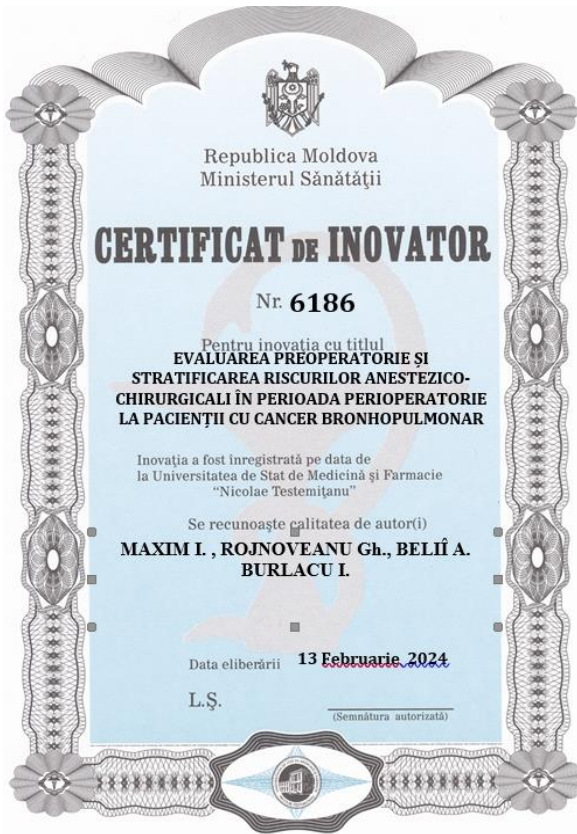 Republica Moldova
Ministerul Sănătăţii
CERTIFICAT DE INOVATOR
Nr. 6186
Pentru inovaţia cu titlul
EVALUAREA PREOPERATORIE ȘI
STRATIFICAREA RISCURILOR ANESTEZICO-
CHIRURGICALI ÎN PERIOADA PERIOPERATORIE
LA PACIENȚII CU CANCER BRONHOPULMONAR
Inovaţia a fost înregistrată pe data de
la Universitatea de Stat de Medicină şi Farmacie
"Nicolae Testemiţanu"
Se recunoaşte calitatea de autor(i)
MAXIM I. , ROJNOVEANU Gh., BELÎI A.
BURLACU I.
Data eliberării 13 Februarie 2024
L.Ş.
(Semnătura autorizată)